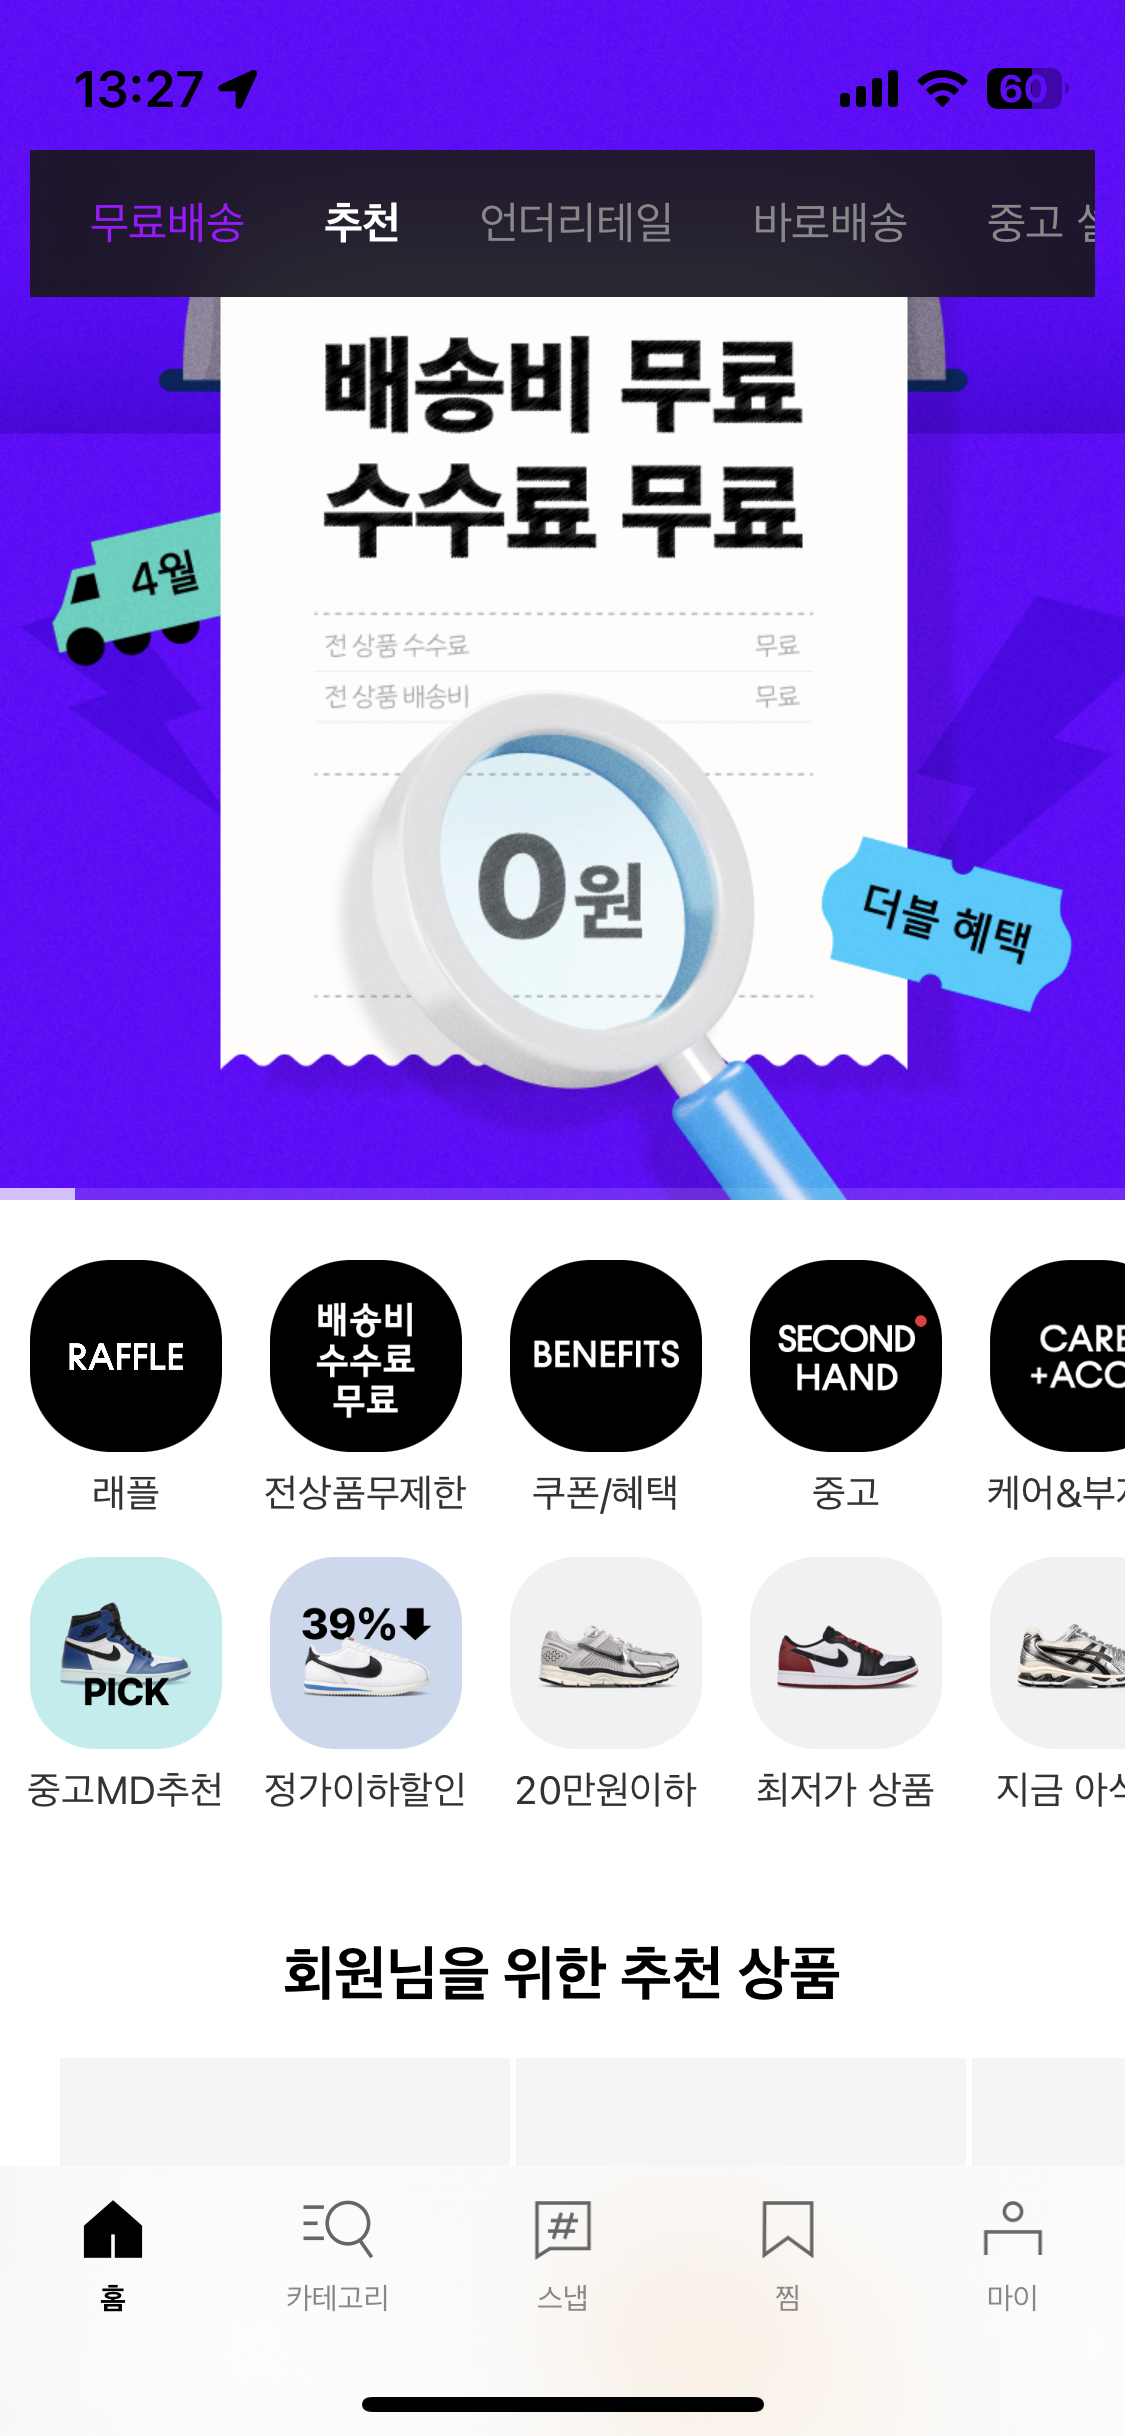 13:27
60
무료배송 추천 언더리테일 바로배송 중고
배송비 무료
수수료 무료
4월
전 상품 수수료 무료
전 상품 배송비 무료
0원
더블 혜택
RAFFLE
배송비
수수료
무료
BENEFITS
SECOND
HAND
CARE
+ACC
래플 전상품무제한 쿠폰/혜택 중고 케어&부
PICK
39%
중고MD추천 정가이하할인 20만원이하 최저가 상품 지금 아식
회원님을 위한 추천 상품
#
홈 카테고리 스냅 찜 마이